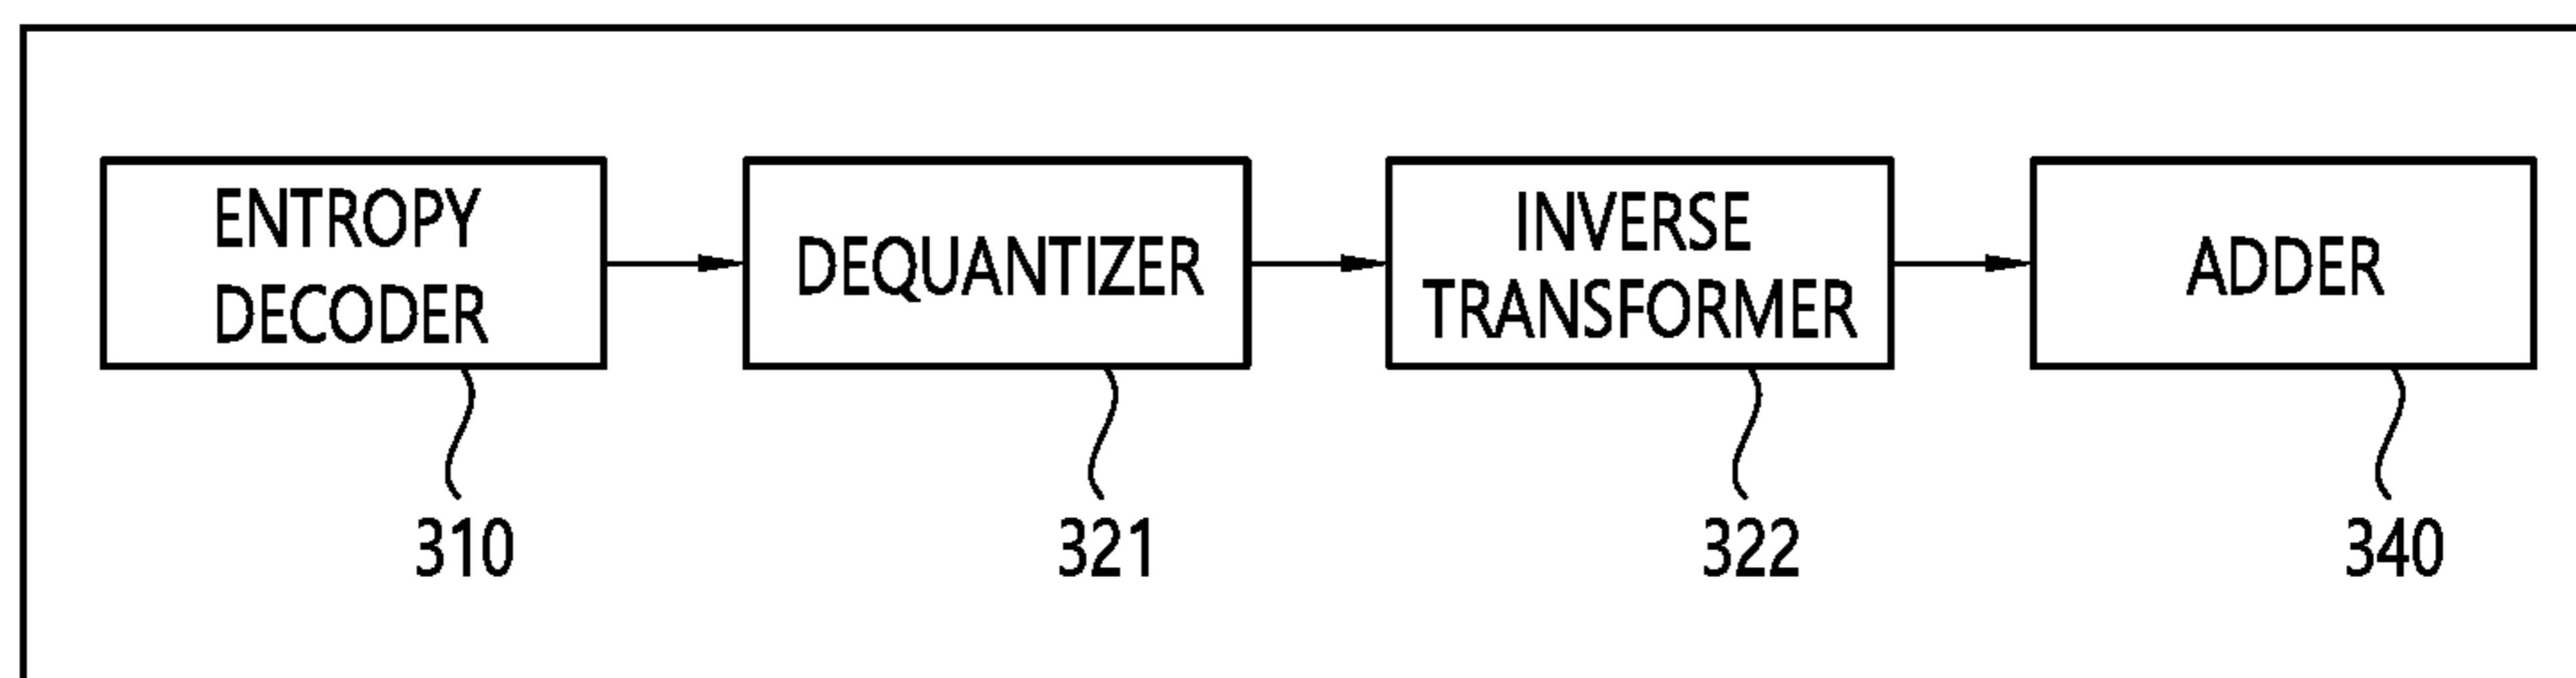 ENTROPY
DECODER
DEQUANTIZER
INVERSE
TRANSFORMER
ADDER
310
321
322
340